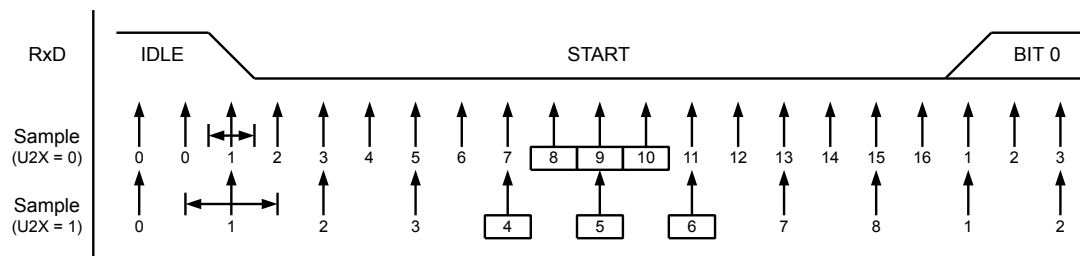 RxD IDLE START BIT 0
Sample
(U2X = 0) 0 0 1 2 3 4 5 6 7 8 9 10 11 12 13 14 15 16 1 2 3
Sample
(U2X = 1) 0 1 2 3 4 5 6 7 8 1 2